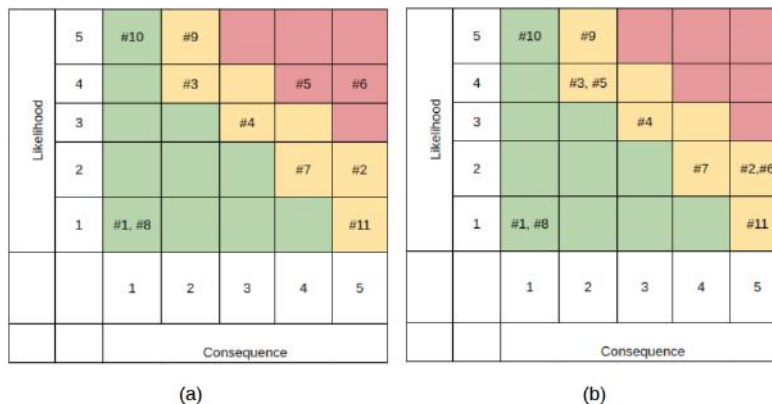 5 #10 #9
4 #3 #5 #6
3 #4
2 #7 #2
1 #1, #8 #11
Likelihood
1 2 3 4 5
Consequence
(a)
5 #10 #9
4 #3, #5
3 #4
2 #7 #2,#6
1 #1, #8 #11
Likelihood
1 2 3 4 5
Consequence
(b)